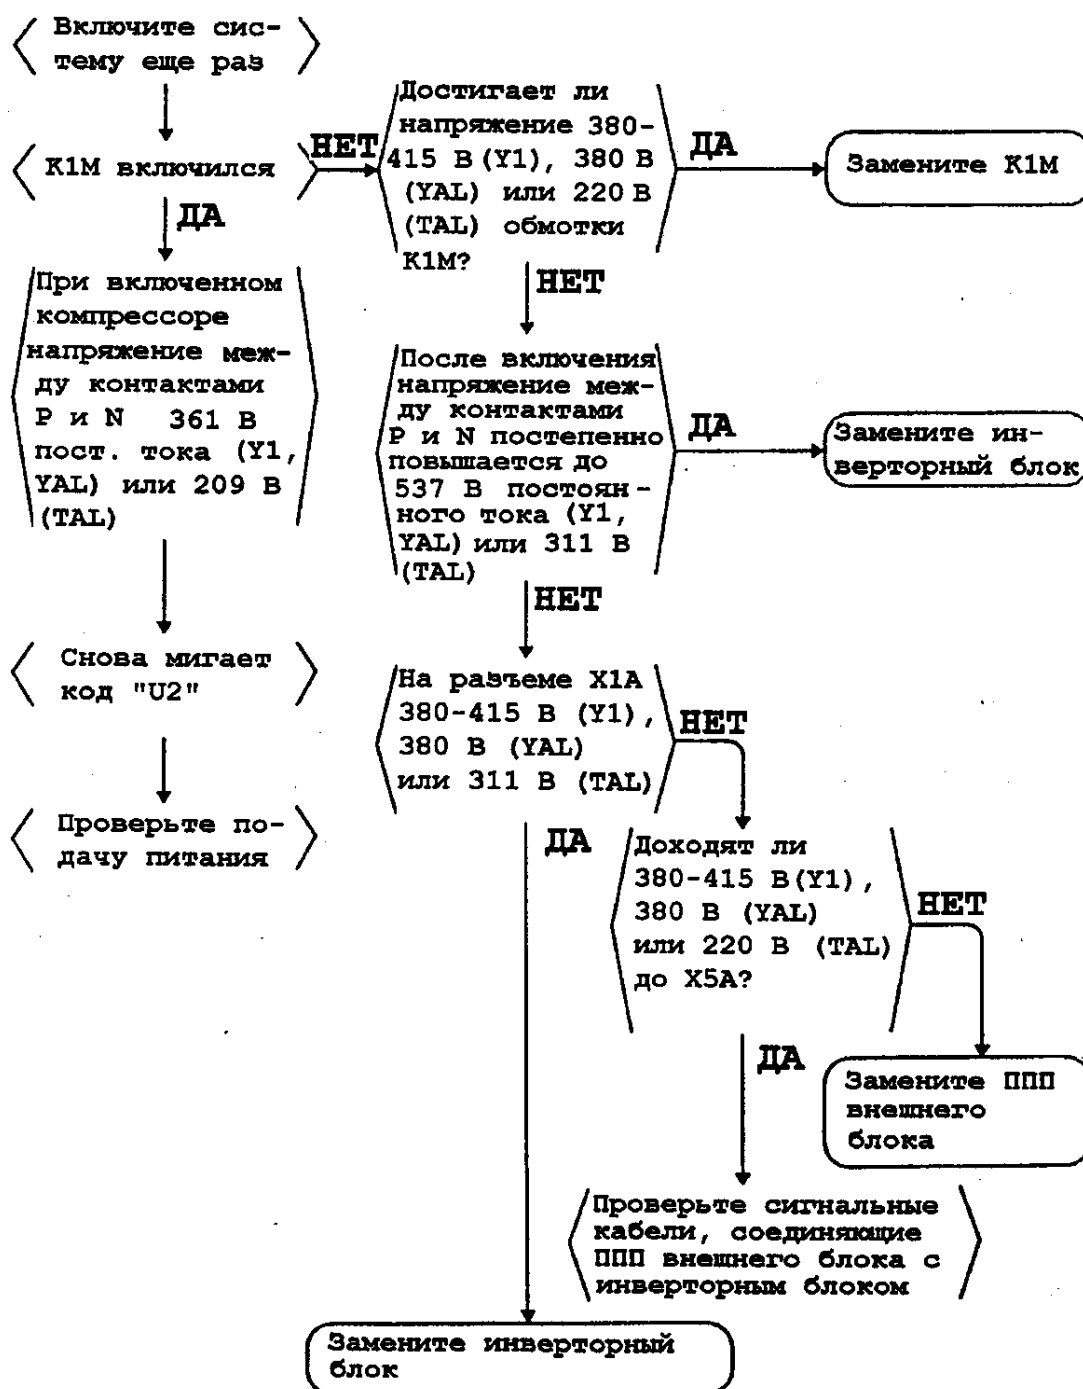 Включите сис-
тему еще раз
K1M включился
НЕТ
ДА
Достигает ли
напряжение 380-
415 В (Y1), 380 В
(YAL) или 220 В
(TAL) обмотки
K1M?
ДА
Замените K1M
НЕТ
При включенном
компрессоре
напряжение меж-
ду контактами
P и N 361 В
пост. тока (Y1,
YAL) или 209 В
(TAL)
После включения
напряжение меж-
ду контактами
P и N постепенно
повышается до
537 В постоян-
ного тока (Y1,
YAL) или 311 В
(TAL)
ДА
Замените ин-
верторный блок
НЕТ
Снова мигает
код "U2"
Проверьте по-
дачу питания
На разъеме X1A
380-415 В (Y1),
380 В (YAL)
или 311 В (TAL)
НЕТ
ДА
Доходят ли
380-415 В(Y1),
380 В (YAL)
или 220 В (TAL)
до X5A?
НЕТ
ДА
Замените ППП
внешнего
блока
Проверьте сигнальные
кабели, соединяющие
ППП внешнего блока с
инверторным блоком
Замените инверторный
блок